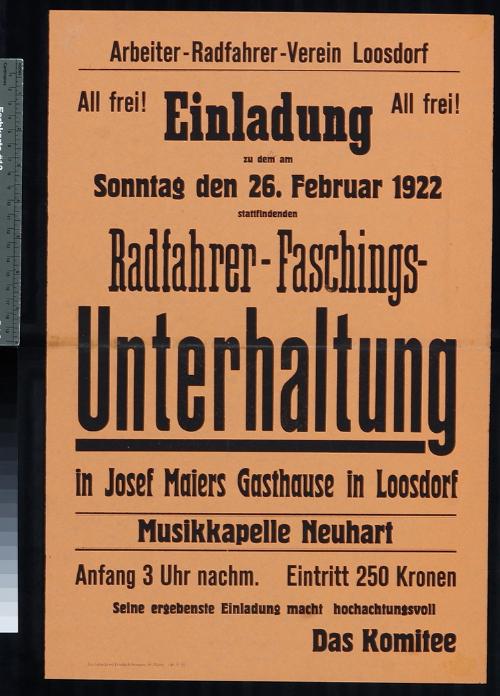 Arbeiter-Radfahrer-Verein Loosdorf
All frei! Einladung All frei!
zu dem am
Sonntag den 26. Februar 1922
stattfindenden
Radfahrer-Faschings-
Unterhaltung
in Josef Maiers Gasthause in Loosdorf
Musikkapelle Neuhart
Anfang 3 Uhr nachm. Eintritt 250 Kronen
Seine ergebenste Einladung macht hochachtungsvoll
Das Komitee